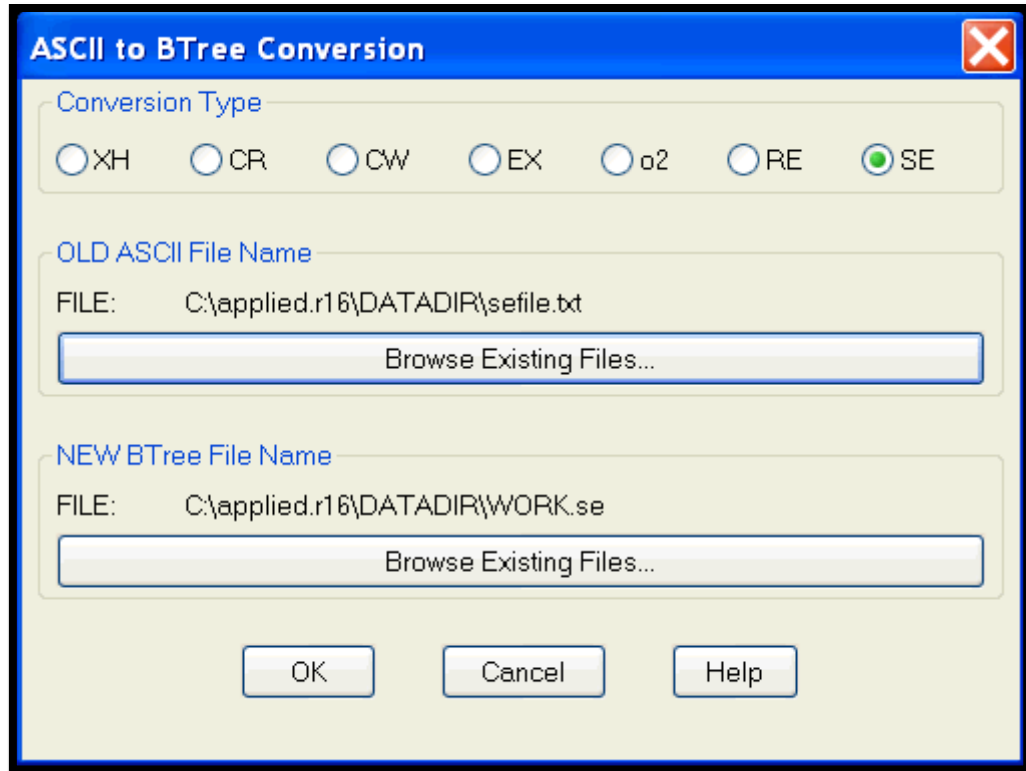 ASCII to BTree Conversion
Conversion Type
XH CR CW EX o2 RE SE
OLD ASCII File Name
FILE: C:\applied.r16\DATADIR\sefile.txt
Browse Existing Files...
NEW BTree File Name
FILE: C:\applied.r16\DATADIR\WORK.se
Browse Existing Files...
OK Cancel Help